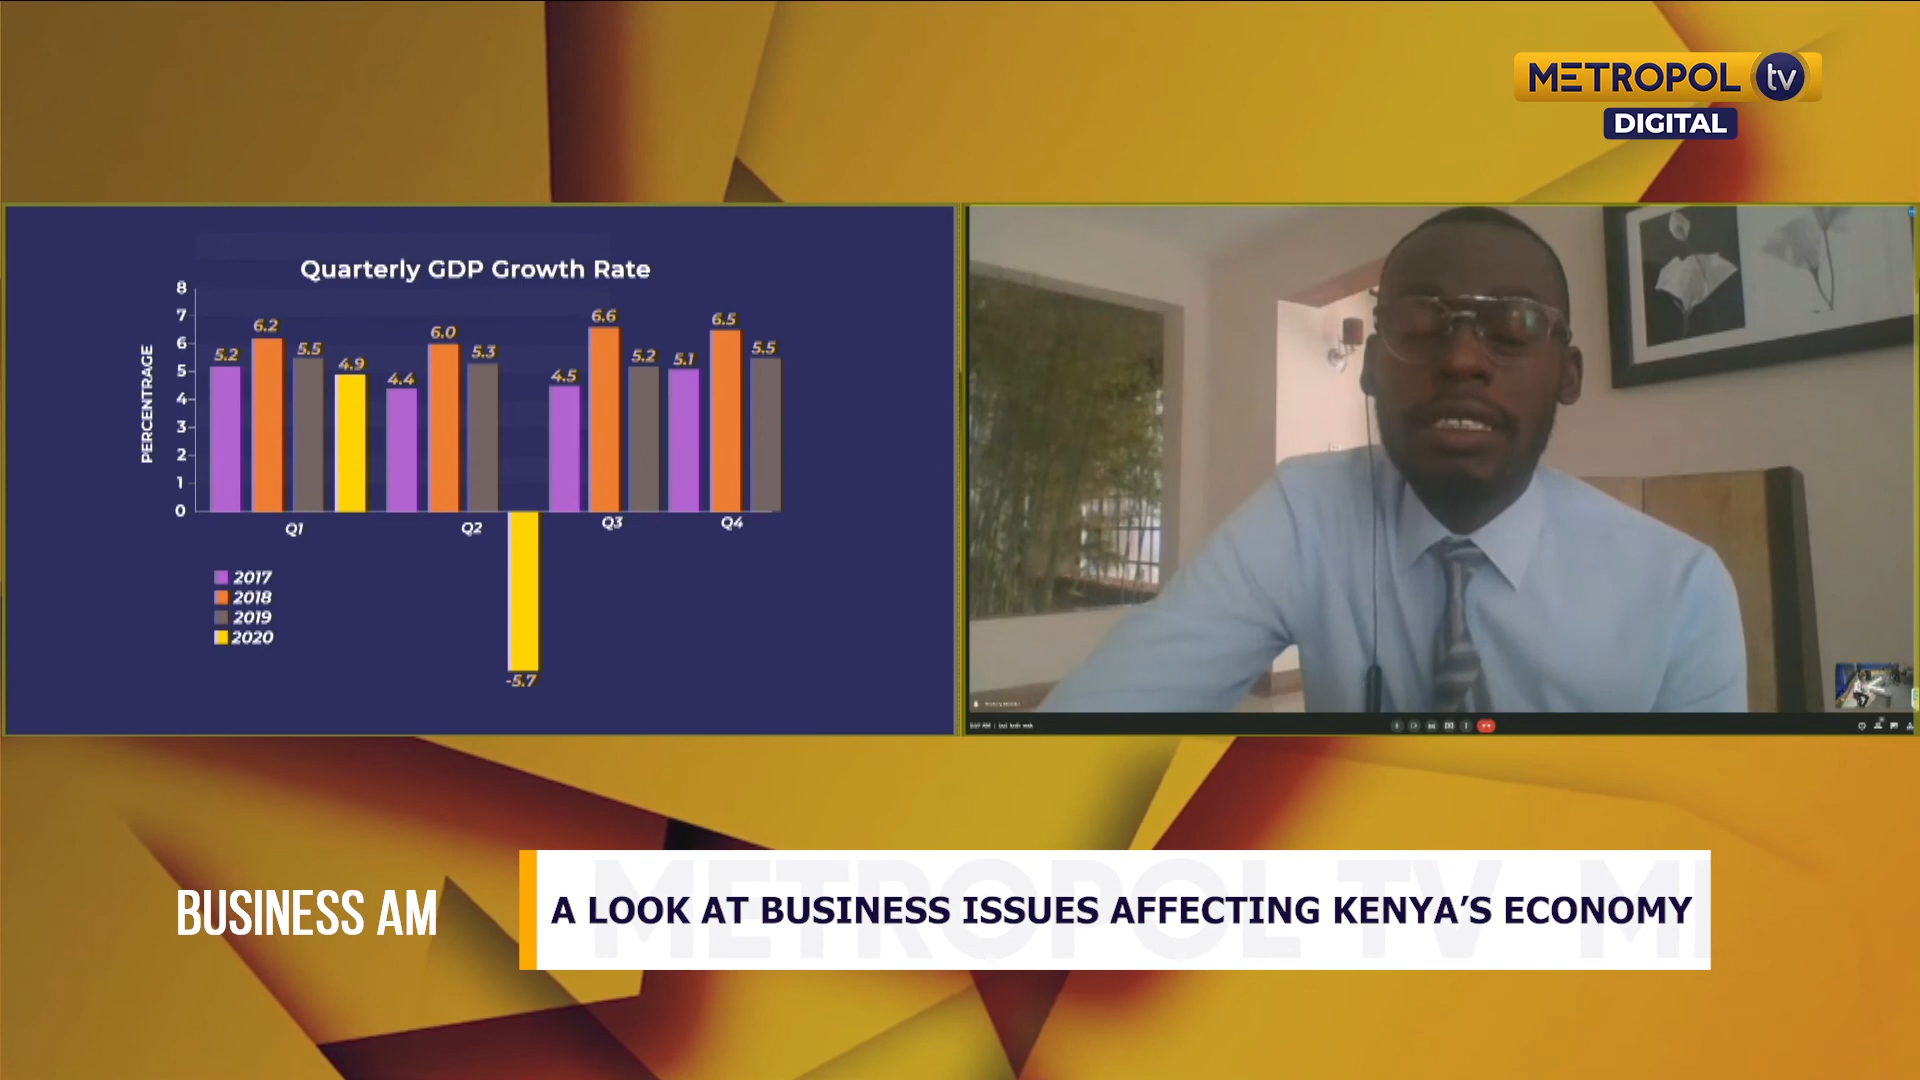 METROPOL tv
DIGITAL
Quarterly GDP Growth Rate
PERCENTRAGE
8
7
6
5
4
3
2
1
0
5.2
6.2
5.5
4.9
4.4
6.0
5.3
-5.7
4.5
6.6
5.2
5.1
6.5
5.5
Q1
Q2
Q3
Q4
2017
2018
2019
2020
BUSINESS AM
A LOOK AT BUSINESS ISSUES AFFECTING KENYA’S ECONOMY
METROPOL TV M